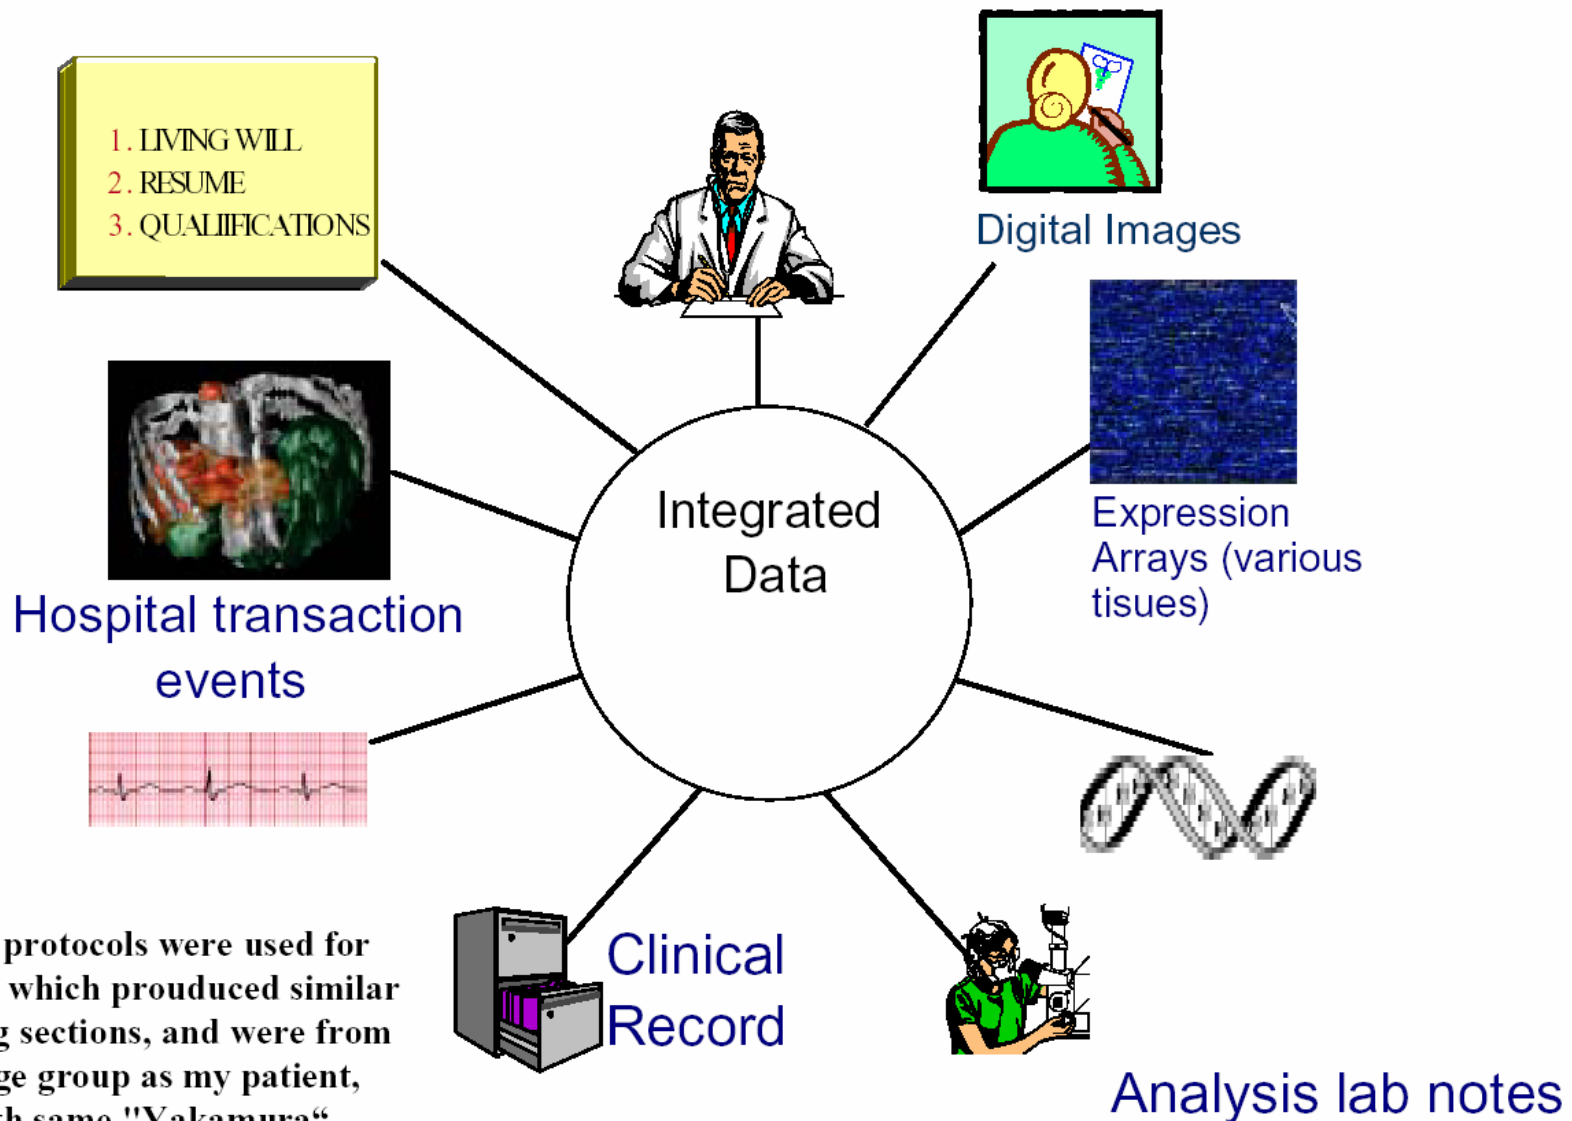 1. LIVING WILL
2. RESUME
3. QUALIIFICATIONS
Digital Images
Integrated
Data
Expression
Arrays (various
tisues)
Hospital transaction
events
Clinical
Record
protocols were used for
which prouduced similar
sections, and were from
group as my patient,
same "Yakamura“
Analysis lab notes